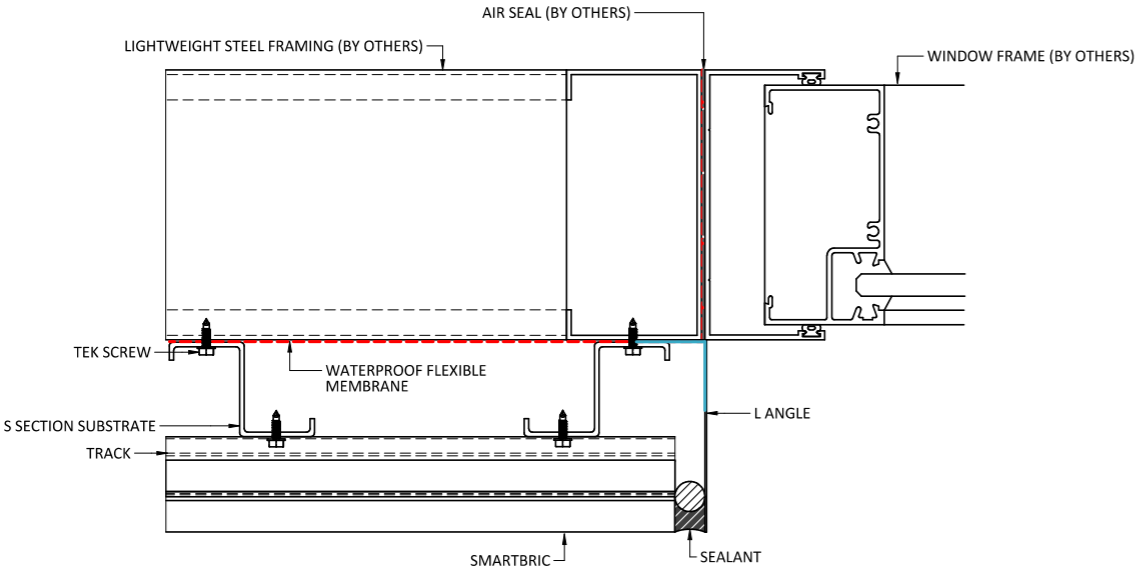 AIR SEAL (BY OTHERS)
LIGHTWEIGHT STEEL FRAMING (BY OTHERS)
WINDOW FRAME (BY OTHERS)
TEK SCREW
WATERPROOF FLEXIBLE
MEMBRANE
L ANGLE
S SECTION SUBSTRATE
TRACK
SMARTBRIC
SEALANT